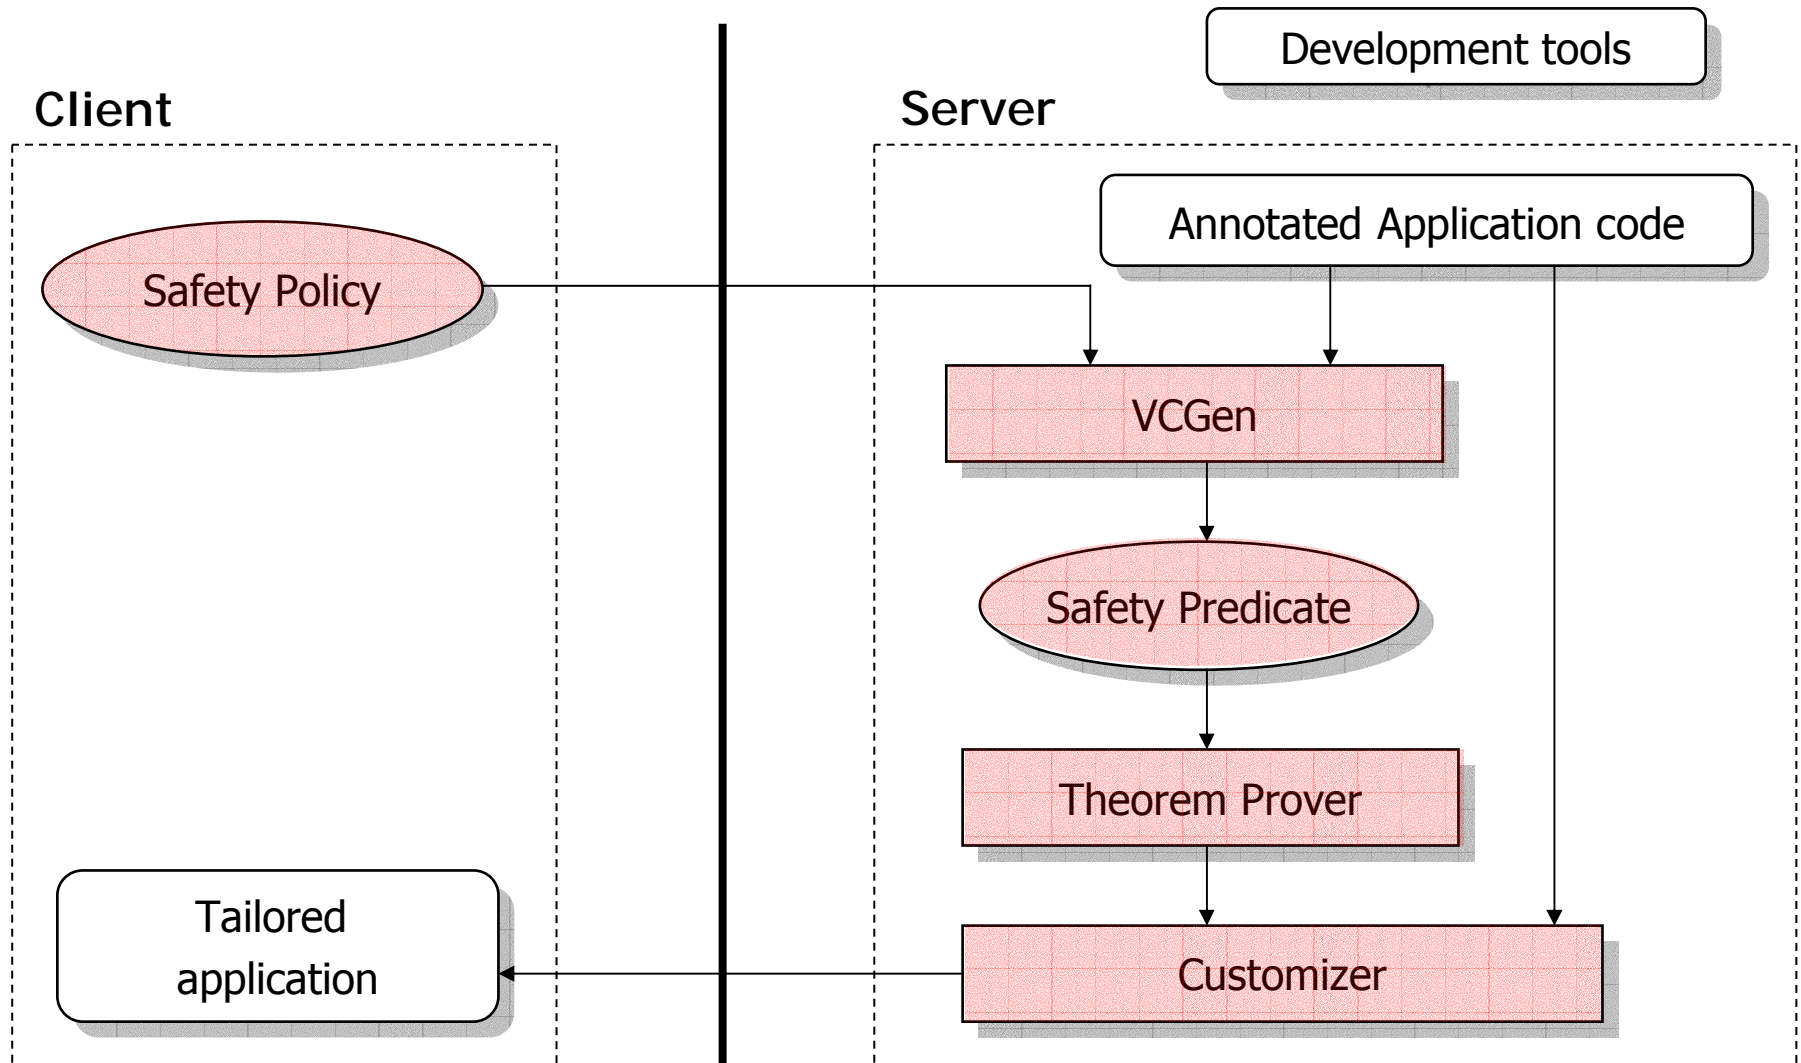 Development tools
Client
Server
Annotated Application code
Safety Policy
VCGen
Safety Predicate
Theorem Prover
Tailored
application
Customizer